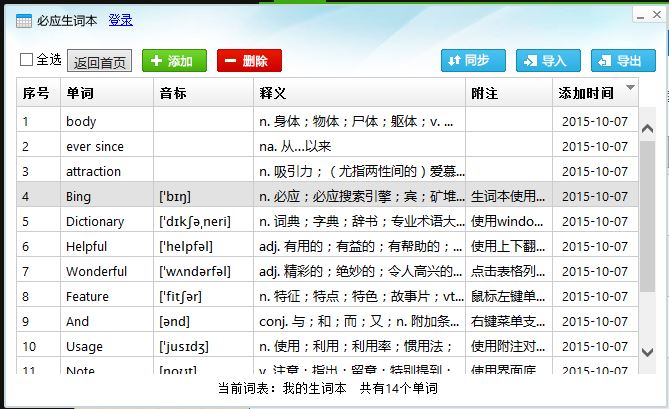 必应生词本 登录
全选 返回首页 添加 删除 同步 导入 导出
序号 单词 音标 释义 附注 添加时间
1 body n. 身体；物体；尸体；躯体；v. ... 2015-10-07
2 ever since na. 从...以来 2015-10-07
3 attraction n. 吸引力；（尤指两性间的）爱慕... 2015-10-07
4 Bing ['bɪŋ] n. 必应；必应搜索引擎；宾；矿堆... 生词本使用... 2015-10-07
5 Dictionary ['dɪkʃəˌneri] n. 词典；字典；辞书；专业术语大... 使用windo... 2015-10-07
6 Helpful ['helpfəl] adj. 有用的；有益的；有帮助的；... 使用上下翻... 2015-10-07
7 Wonderful ['wʌndərfəl] adj. 精彩的；绝妙的；令人高兴的... 点击表格列... 2015-10-07
8 Feature ['fitʃər] n. 特征；特点；特色；故事片；vt... 鼠标左键单... 2015-10-07
9 And [ənd] conj. 与；和；而；又；n. 附加条... 右键菜单支... 2015-10-07
10 Usage ['jusɪdʒ] n. 使用；利用；利用率；惯用法； 使用附注对... 2015-10-07
11 Note [noʊt] v. 注意；指出；留意；特别提到； 使用界面底 2015-10-07
当前词表：我的生词本 共有14个单词